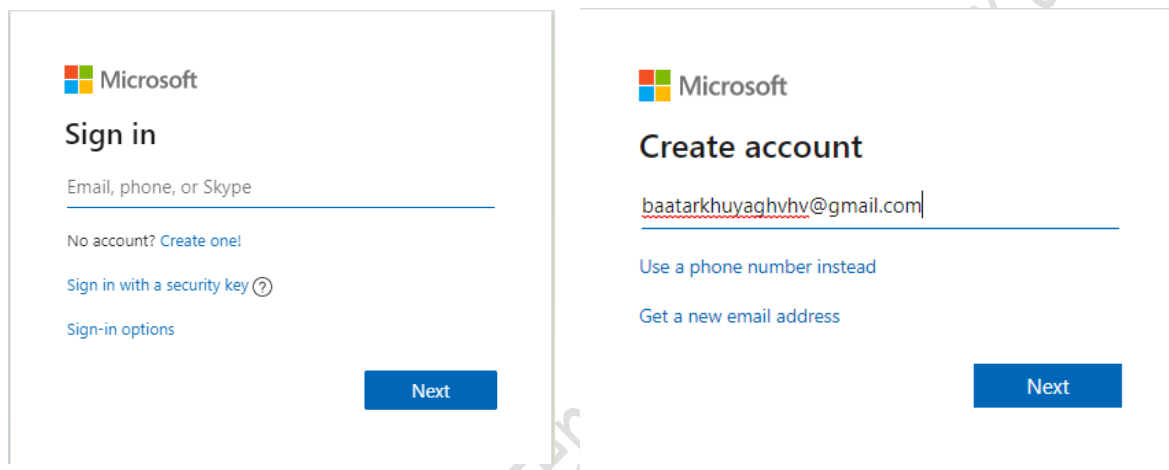 Microsoft
Sign in
Email, phone, or Skype
No account? Create one!
Sign in with a security key
Sign-in options
Next
Microsoft
Create account
baatarkhuyaghvhv@gmail.com
Use a phone number instead
Get a new email address
Next